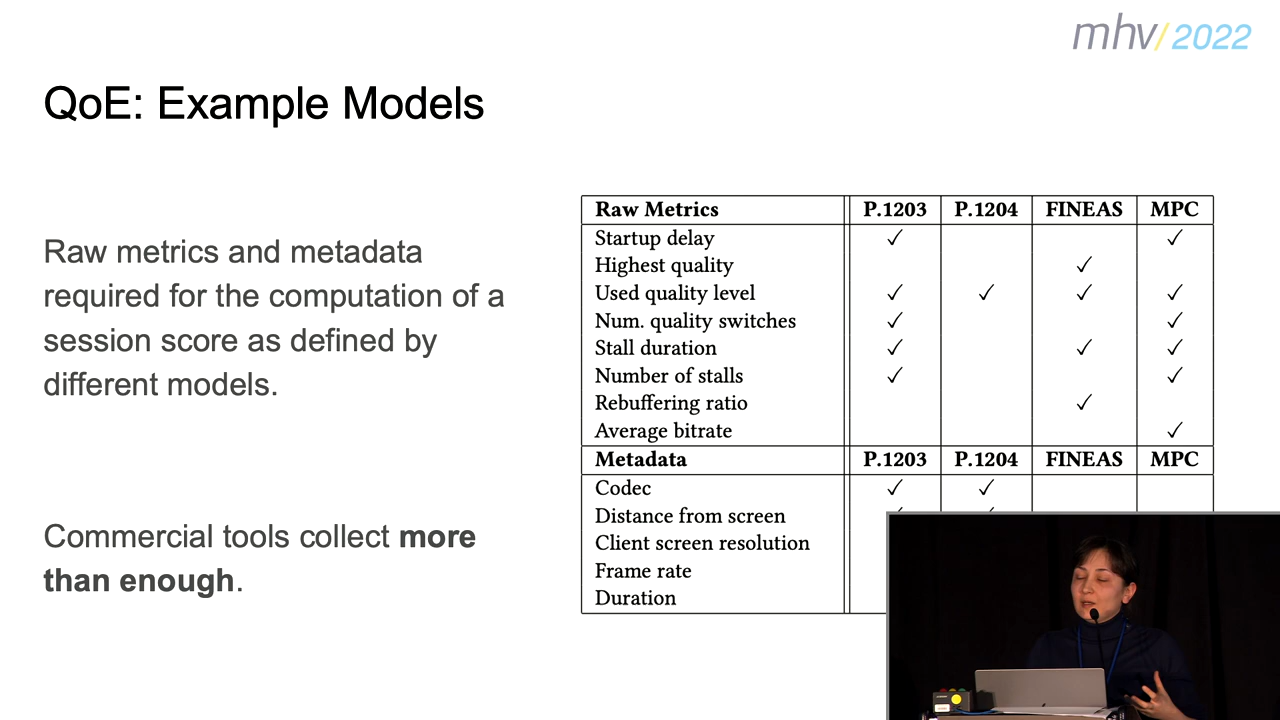 mhv/2022
QoE: Example Models
Raw metrics and metadata
required for the computation of a
session score as defined by
different models.
Commercial tools collect more
than enough.
Raw Metrics P.1203 P.1204 FINEAS MPC
Startup delay ✓ ✓
Highest quality ✓
Used quality level ✓ ✓ ✓ ✓
Num. quality switches ✓ ✓
Stall duration ✓ ✓ ✓
Number of stalls ✓ ✓
Rebuffering ratio ✓
Average bitrate ✓
Metadata P.1203 P.1204 FINEAS MPC
Codec ✓ ✓
Distance from screen
Client screen resolution
Frame rate
Duration